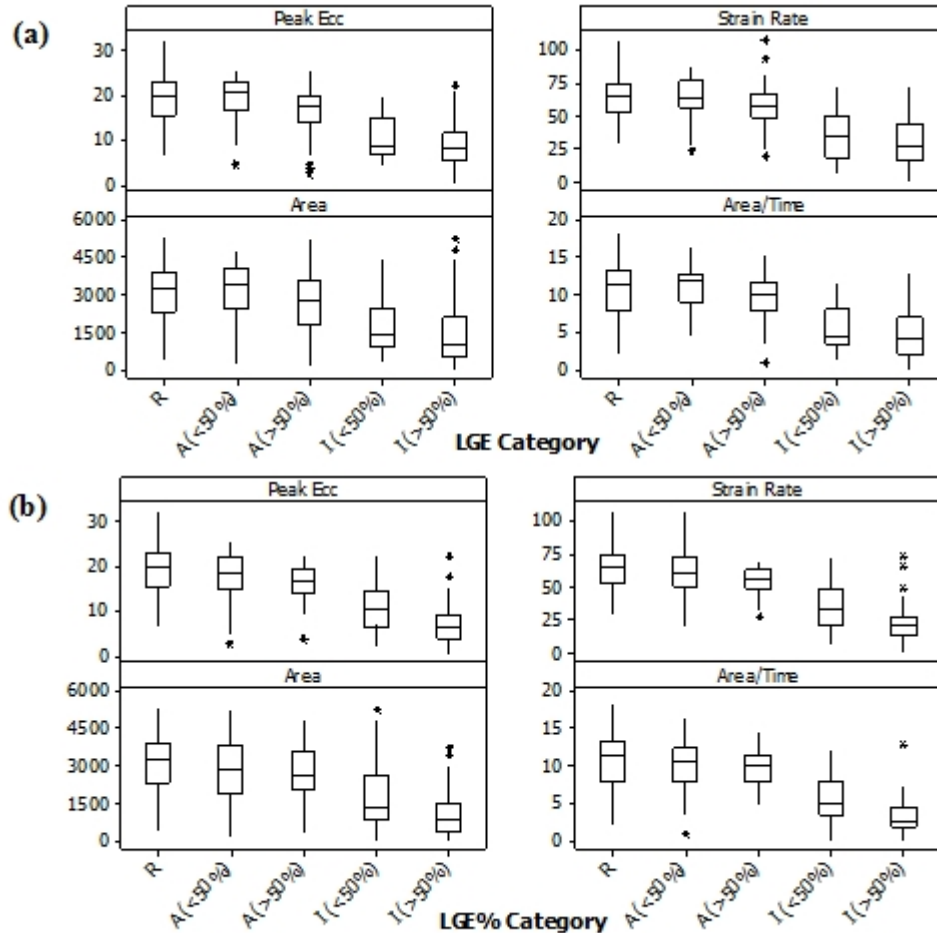 (a)
Peak Ecc
Strain Rate
30
20
10
0
100
75
50
25
0
Area
Area/Time
6000
4500
3000
1500
0
20
15
10
5
0
R
A(<50%)
A(>50%)
I(<50%)
I(>50%)
R
A(<50%)
A(>50%)
I(<50%)
I(>50%)
LGE Category
(b)
Peak Ecc
Strain Rate
30
20
10
0
100
75
50
25
0
Area
Area/Time
6000
4500
3000
1500
0
20
15
10
5
0
R
A(<50%)
A(>50%)
I(<50%)
I(>50%)
R
A(<50%)
A(>50%)
I(<50%)
I(>50%)
LGE% Category